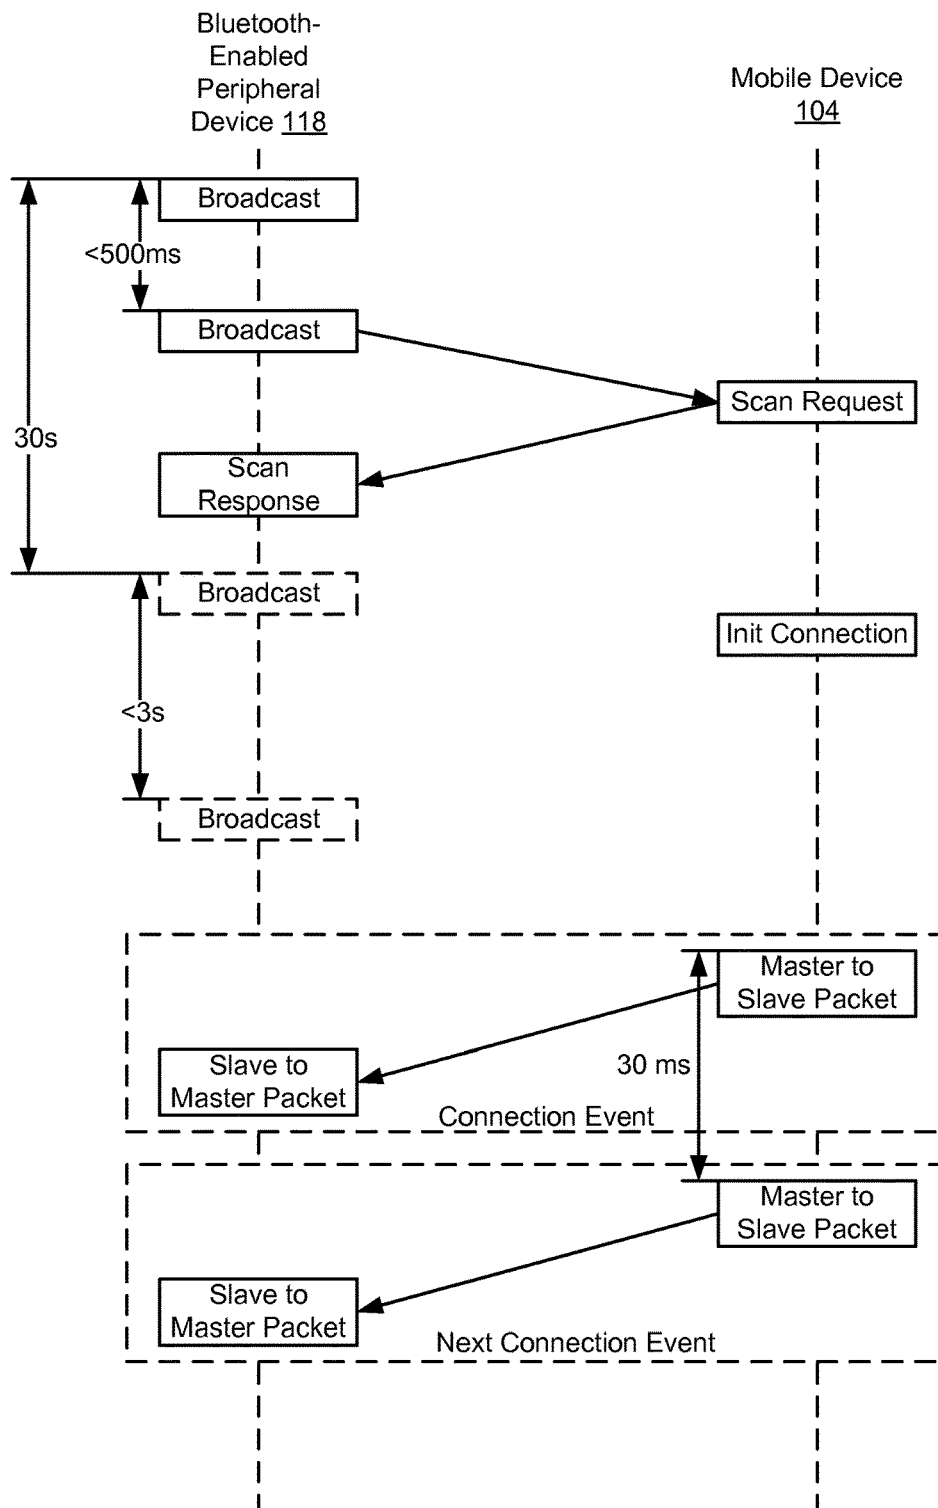 Bluetooth-
Enabled
Peripheral
Device 118
Mobile Device
104
Broadcast
<500ms
Broadcast
Scan Request
30s
Scan
Response
Broadcast
Init Connection
<3s
Broadcast
Master to
Slave Packet
Slave to
Master Packet
30 ms
Connection Event
Master to
Slave Packet
Slave to
Master Packet
Next Connection Event